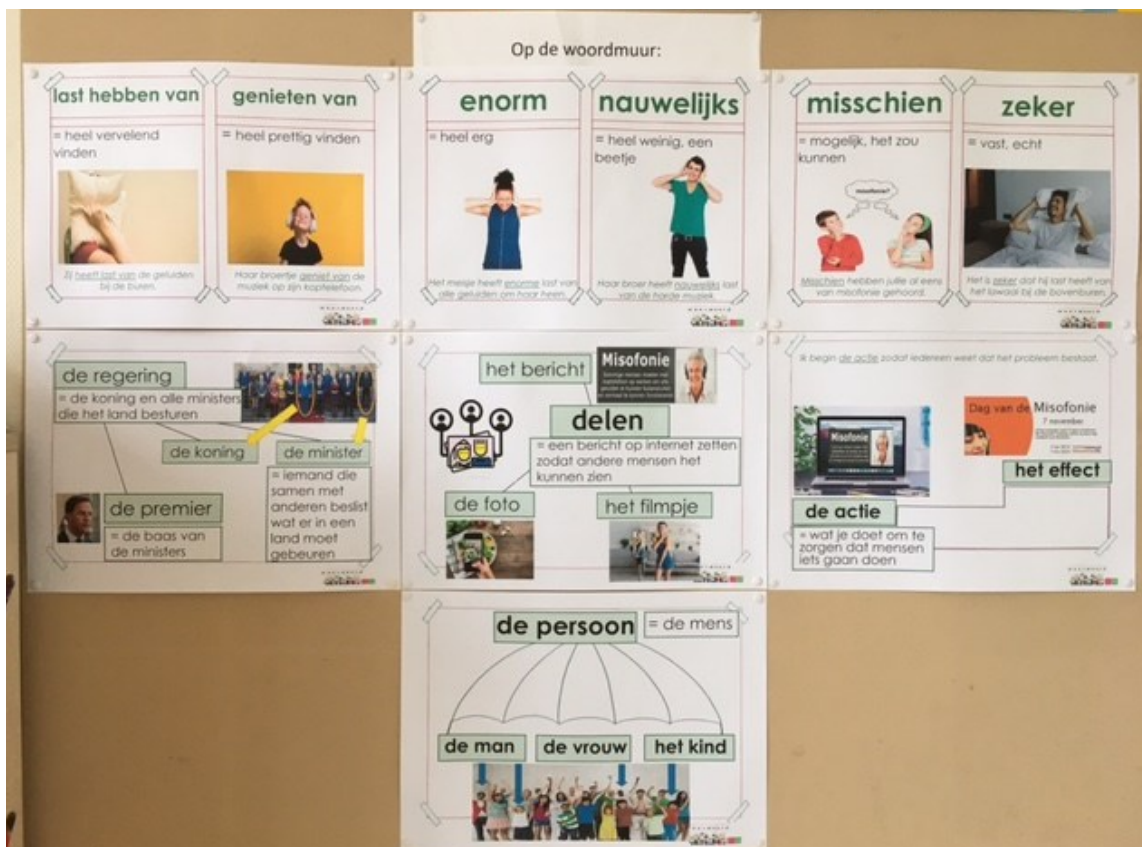 Op de woordmuur:
last hebben van
= heel vervelend
vinden
Zij heeft last van de geluiden
bij de buren.
genieten van
= heel prettig vinden
Haar broertje geniet van de
muziek op zijn koptelefoon.
enorm
= heel erg
Het meisje heeft enorme last van
alle geluiden om haar heen.
nauwelijks
= heel weinig, een
beetje
Haar broer heeft nauwelijks last
van de harde muziek.
misschien
= mogelijk, het zou
kunnen
misofonie?
Misschien hebben jullie al eens
van misofonie gehoord.
zeker
= vast, echt
Het is zeker dat hij last heeft van
het lawaai bij de bovenburen.
de regering
= de koning en alle ministers
die het land besturen
de koning
de minister
= iemand die
samen met
anderen beslist
wat er in een
land moet
gebeuren
de premier
= de baas van
de ministers
het bericht
Misofonie
delen
= een bericht op internet zetten
zodat andere mensen het
kunnen zien
de foto
het filmpje
Ik begin de actie zodat iedereen weet dat het probleem bestaat.
Misofonie
Dag van de Misofonie
7 november
het effect
de actie
= wat je doet om te
zorgen dat mensen
iets gaan doen
de persoon
= de mens
de man
de vrouw
het kind